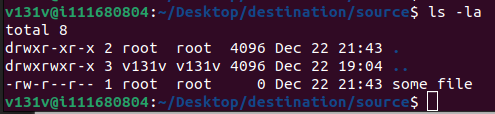 v131v@i111680804:~/Desktop/destination/source$ ls -la
total 8
drwxr-xr-x 2 root  root  4096 Dec 22 21:43 .
drwxrwxr-x 3 v131v v131v 4096 Dec 22 19:04 ..
-rw-r--r-- 1 root  root     0 Dec 22 21:43 some_file
v131v@i111680804:~/Desktop/destination/source$